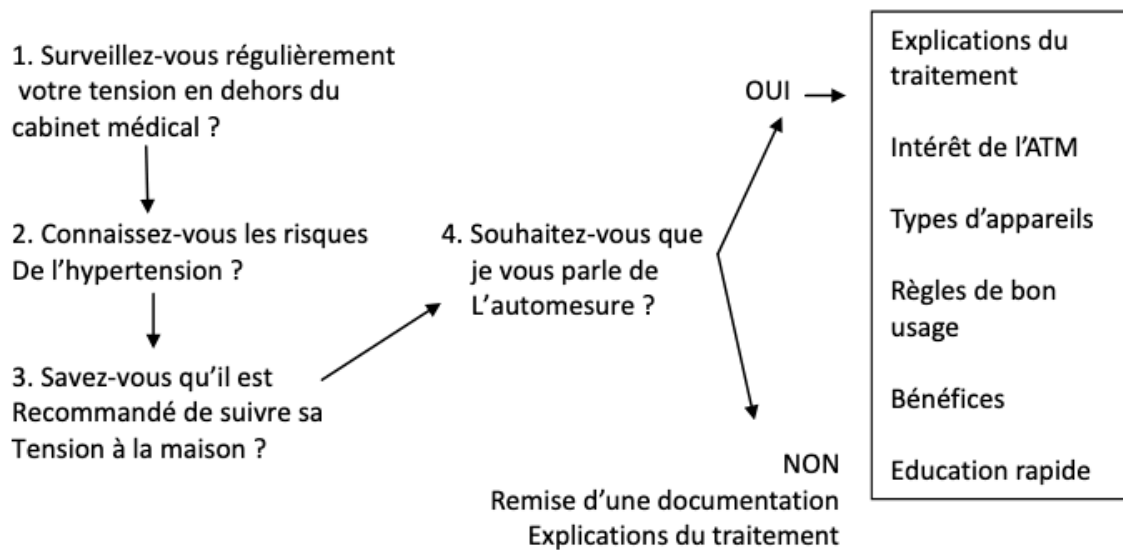 1. Surveillez-vous régulièrement
votre tension en dehors du
cabinet médical ?
2. Connaissez-vous les risques
De l’hypertension ?
3. Savez-vous qu’il est
Recommandé de suivre sa
Tension à la maison ?
4. Souhaitez-vous que
je vous parle de
L’automesure ?
OUI
Explications du
traitement
Intérêt de l’ATM
Types d’appareils
Règles de bon
usage
Bénéfices
Education rapide
NON
Remise d’une documentation
Explications du traitement